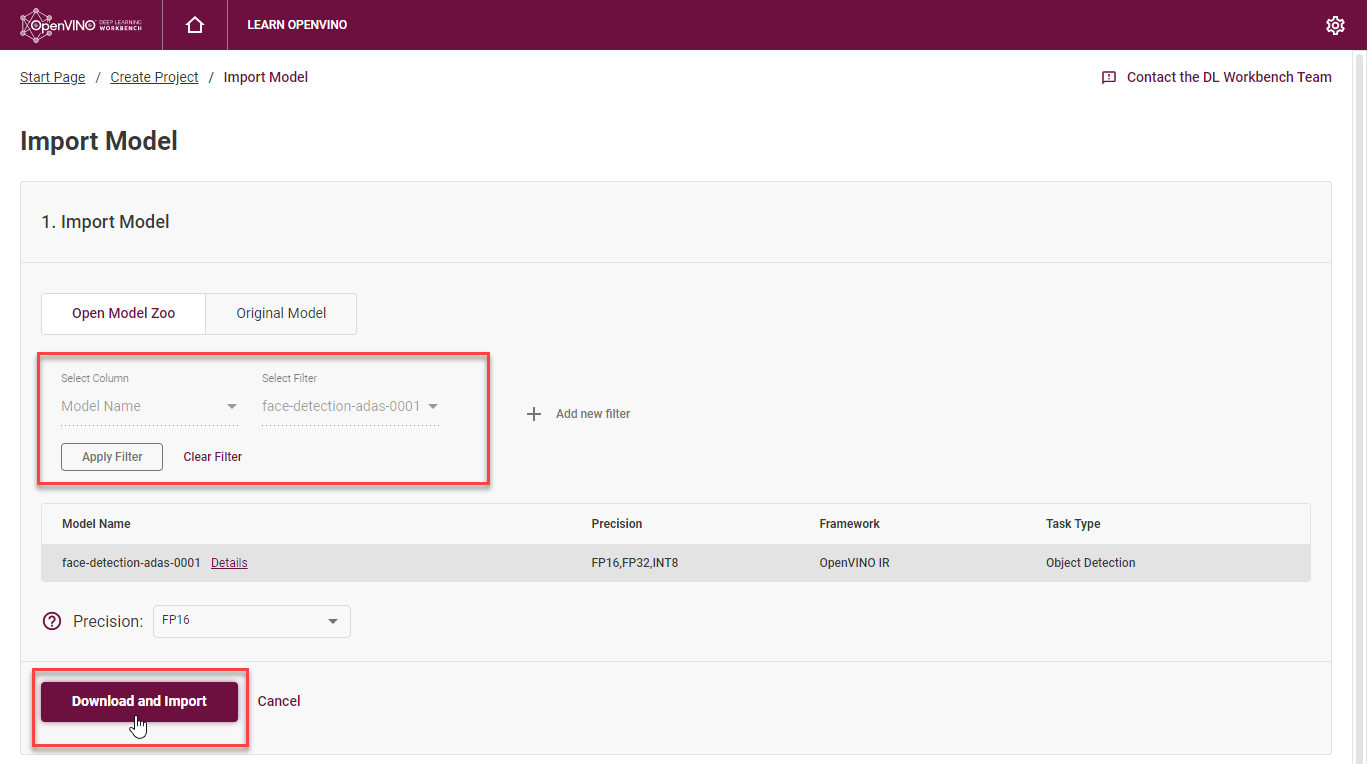 OpenVINO DEEP LEARNING WORKBENCH LEARN OPENVINO
Start Page / Create Project / Import Model Contact the DL Workbench Team
Import Model
1. Import Model
Open Model Zoo Original Model
Select Column Select Filter
Model Name face-detection-adas-0001
Add new filter
Apply Filter Clear Filter
Model Name Precision Framework Task Type
face-detection-adas-0001 Details FP16,FP32,INT8 OpenVINO IR Object Detection
? Precision: FP16
Download and Import Cancel